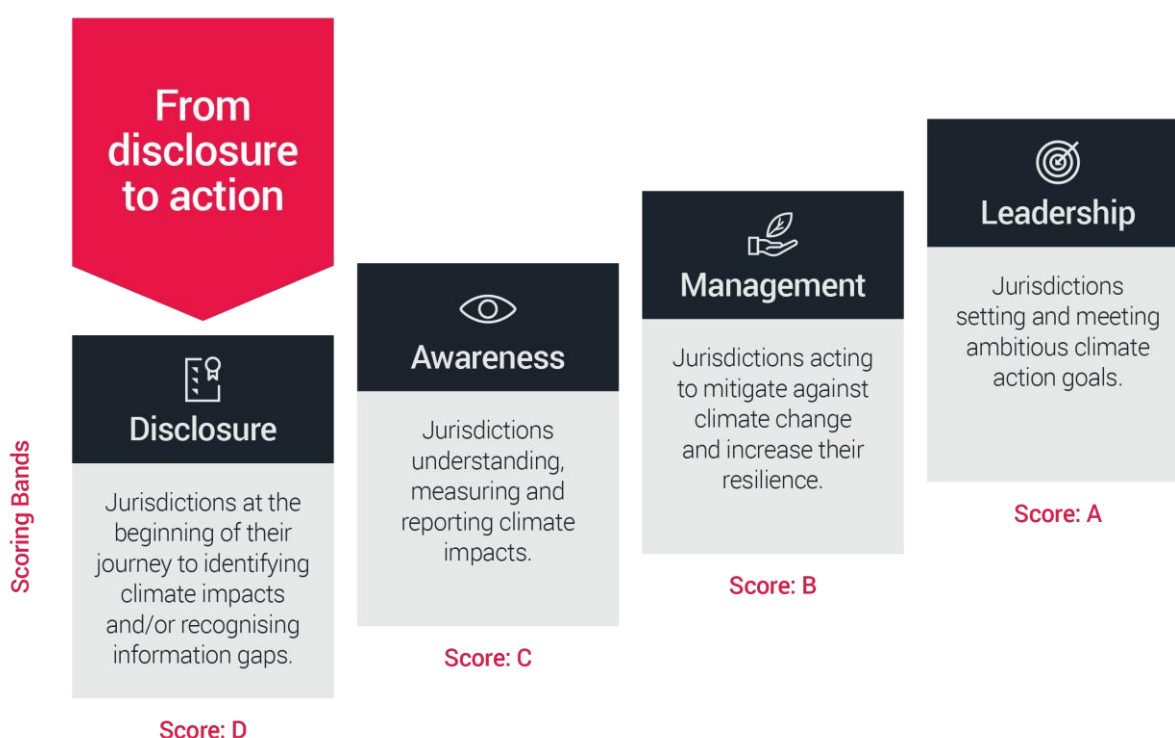 From
disclosure
to action
Scoring Bands
Disclosure
Jurisdictions at the
beginning of their
journey to identifying
climate impacts
and/or recognising
information gaps.
Score: D
Awareness
Jurisdictions
understanding,
measuring and
reporting climate
impacts.
Score: C
Management
Jurisdictions acting
to mitigate against
climate change
and increase their
resilience.
Score: B
Leadership
Jurisdictions
setting and meeting
ambitious climate
action goals.
Score: A